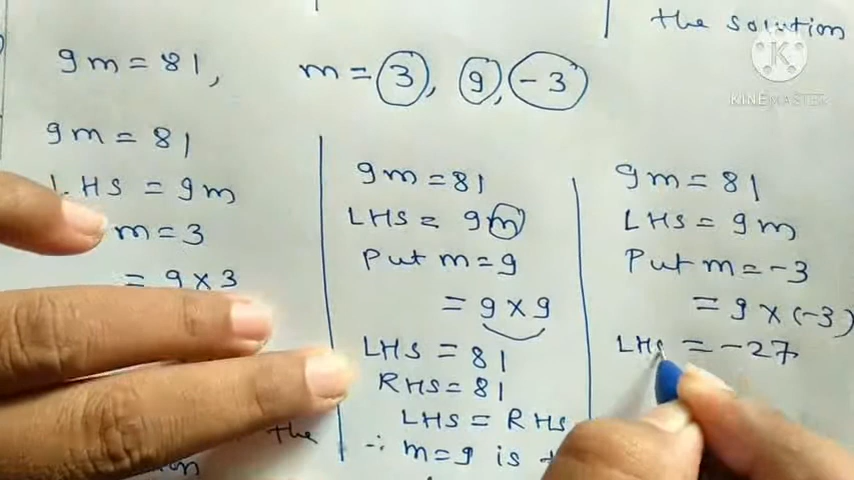 the solution
KINEMASTER
9m = 81, m = 3, 9, -3
9m = 81
LHS = 9m
m = 3
= 9 × 3
the
9m = 81
LHS = 9m
Put m = 9
= 9 × 9
LHS = 81
RHS = 81
LHS = RHS
∴ m = 9 is
9m = 81
LHS = 9m
Put m = -3
= 9 × (-3)
LHS = -27